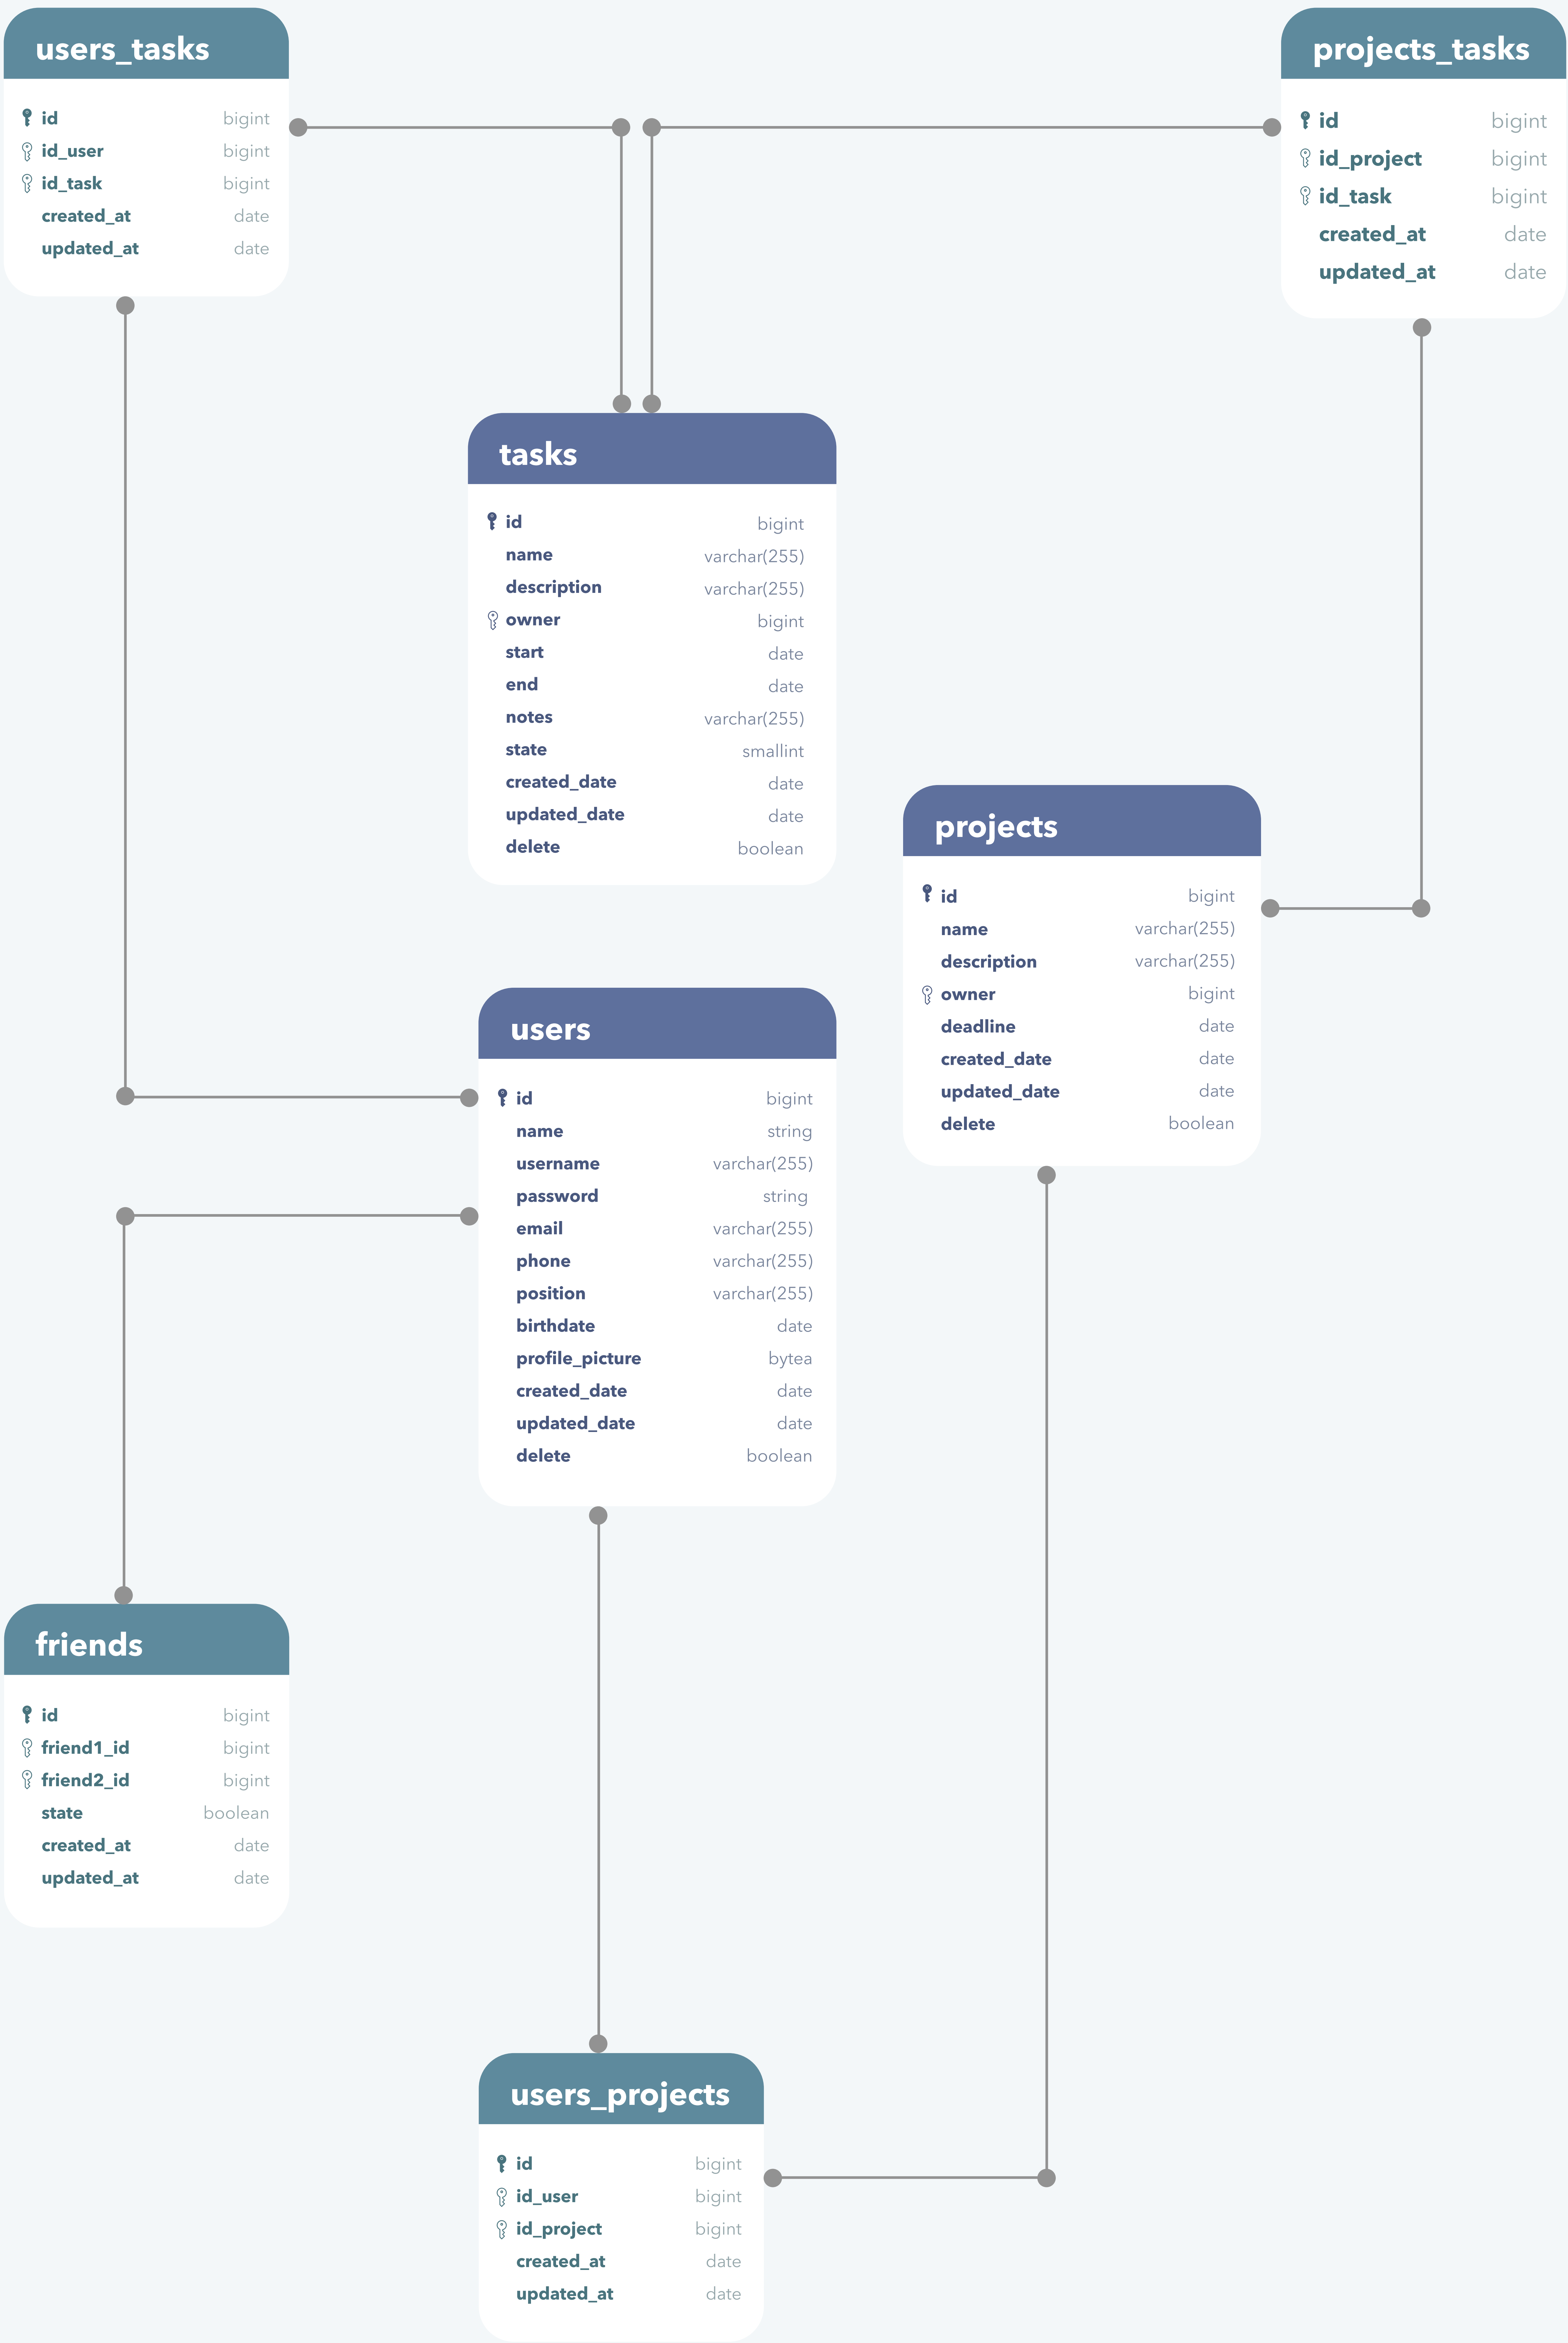 users_tasks
id bigint
id_user bigint
id_task bigint
created_at date
updated_at date
projects_tasks
id bigint
id_project bigint
id_task bigint
created_at date
updated_at date
tasks
id bigint
name varchar(255)
description varchar(255)
owner bigint
start date
end date
notes varchar(255)
state smallint
created_date date
updated_date date
delete boolean
projects
id bigint
name varchar(255)
description varchar(255)
owner bigint
deadline date
created_date date
updated_date date
delete boolean
users
id bigint
name string
username varchar(255)
password string
email varchar(255)
phone varchar(255)
position varchar(255)
birthdate date
profile_picture bytea
created_date date
updated_date date
delete boolean
friends
id bigint
friend1_id bigint
friend2_id bigint
state boolean
created_at date
updated_at date
users_projects
id bigint
id_user bigint
id_project bigint
created_at date
updated_at date